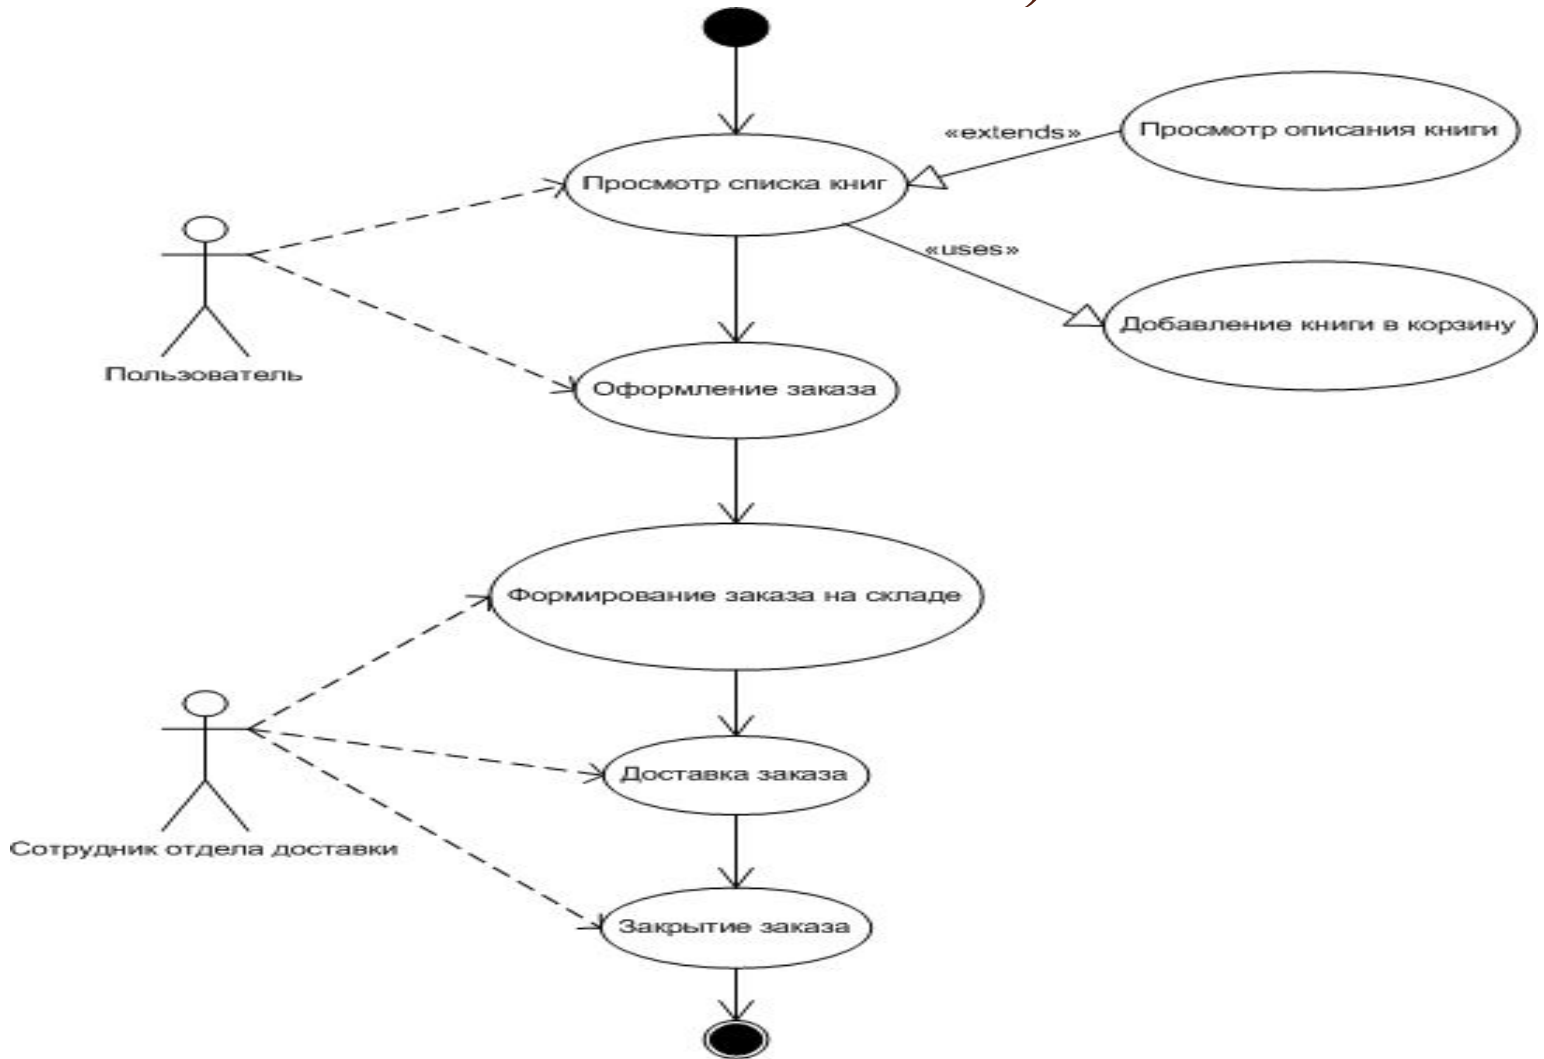 «extends»
Просмотр описания книги
Просмотр списка книг
«uses»
Добавление книги в корзину
Пользователь
Оформление заказа
Формирование заказа на складе
Доставка заказа
Сотрудник отдела доставки
Закрытие заказа